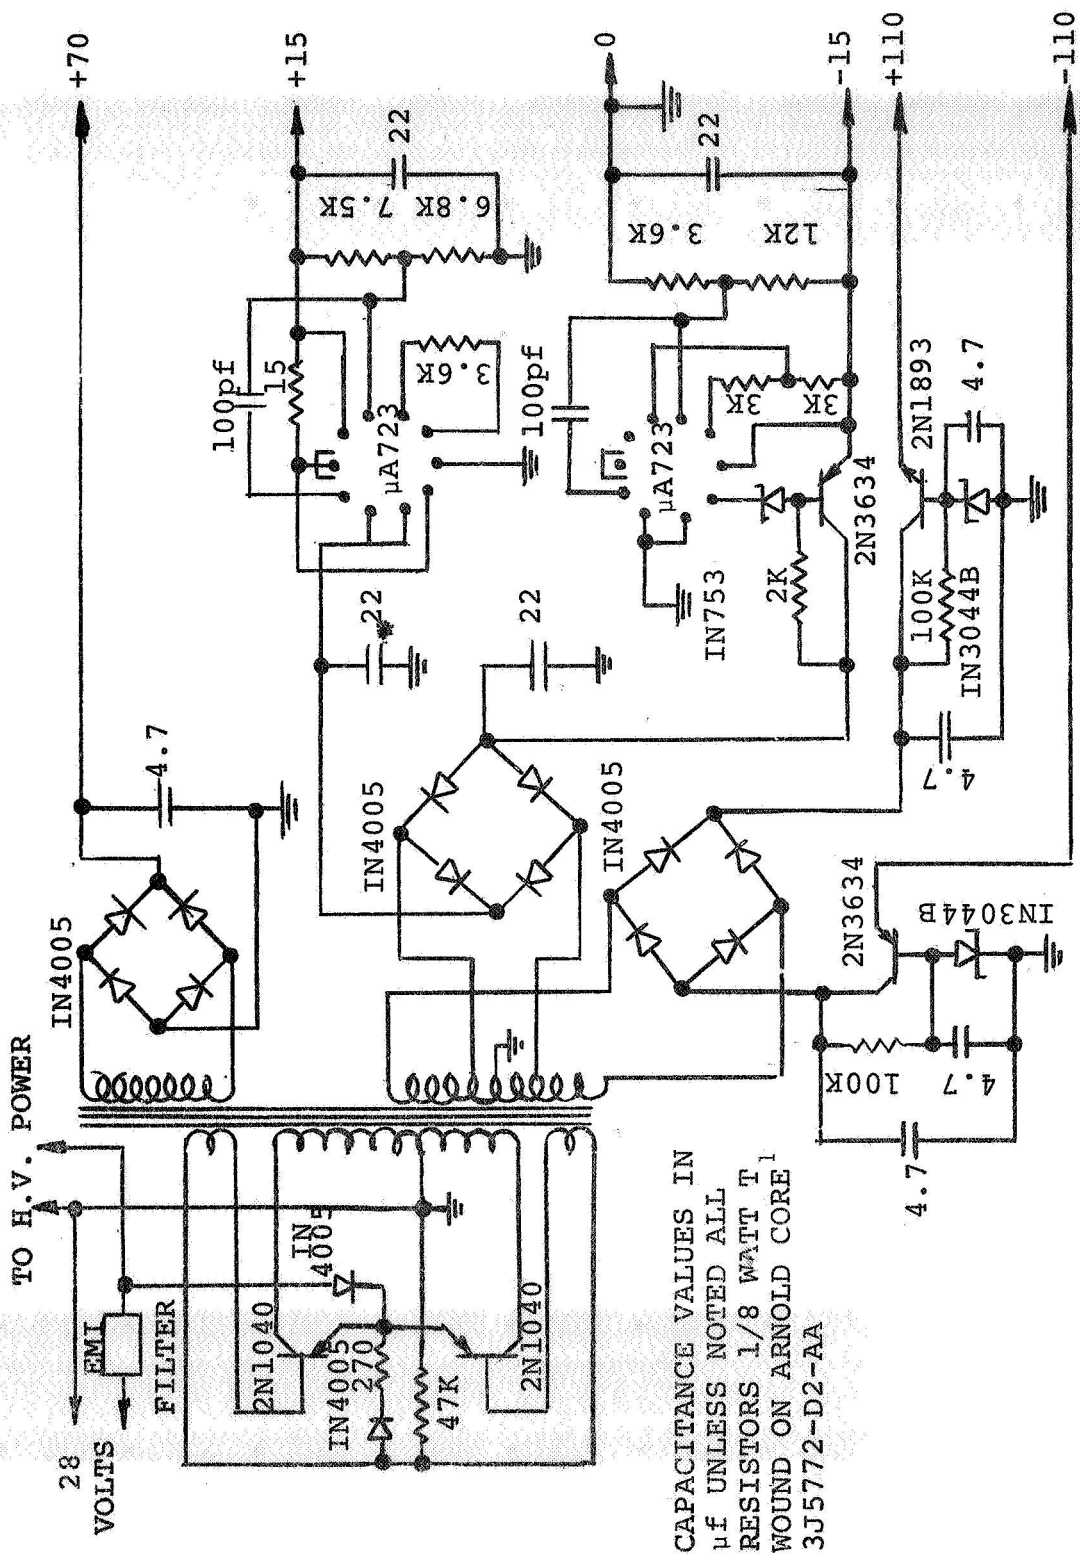 28
VOLTS
EMI
FILTER
TO H.V. POWER
2N1040
IN
4005
IN4005
270
47K
2N1040
IN4005
4.7
+70
IN4005
22
22
100pf
15
µA723
3.6K
7.5K
6.8K
22
+15
100pf
µA723
IN753
2K
3K
3K
2N3634
3.6K
12K
22
0
-15
IN4005
4.7
100K
IN3044B
2N1893
4.7
+110
2N3634
IN3044B
100K
4.7
4.7
-110
CAPACITANCE VALUES IN
µf UNLESS NOTED ALL
RESISTORS 1/8 WATT T1
WOUND ON ARNOLD CORE
3J5772-D2-AA